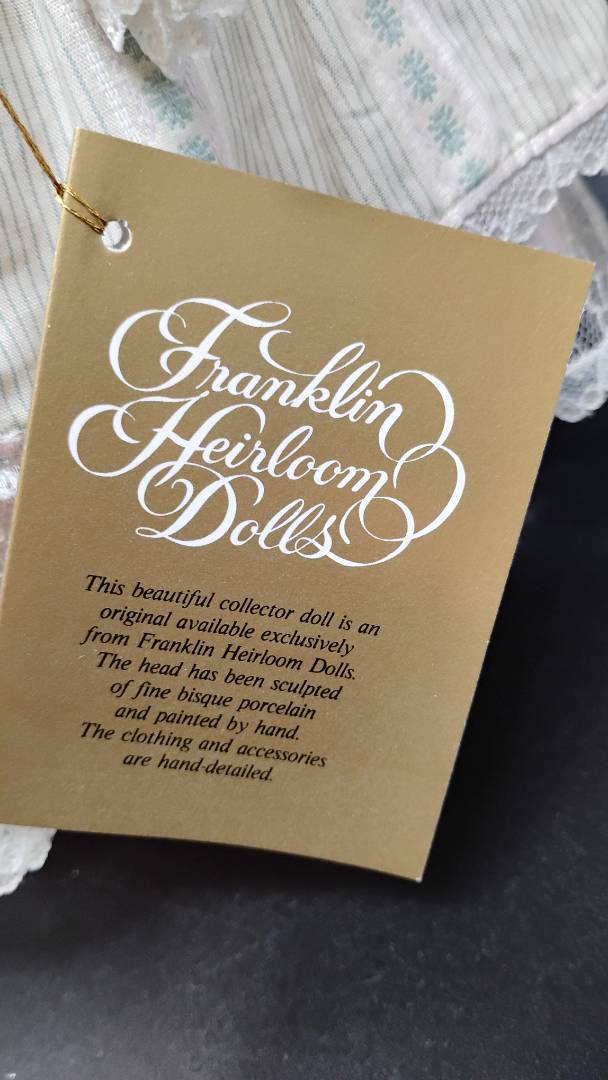 Franklin
Heirloom
Dolls
This beautiful collector doll is an
original available exclusively
from Franklin Heirloom Dolls.
The head has been sculpted
of fine bisque porcelain
and painted by hand.
The clothing and accessories
are hand-detailed.